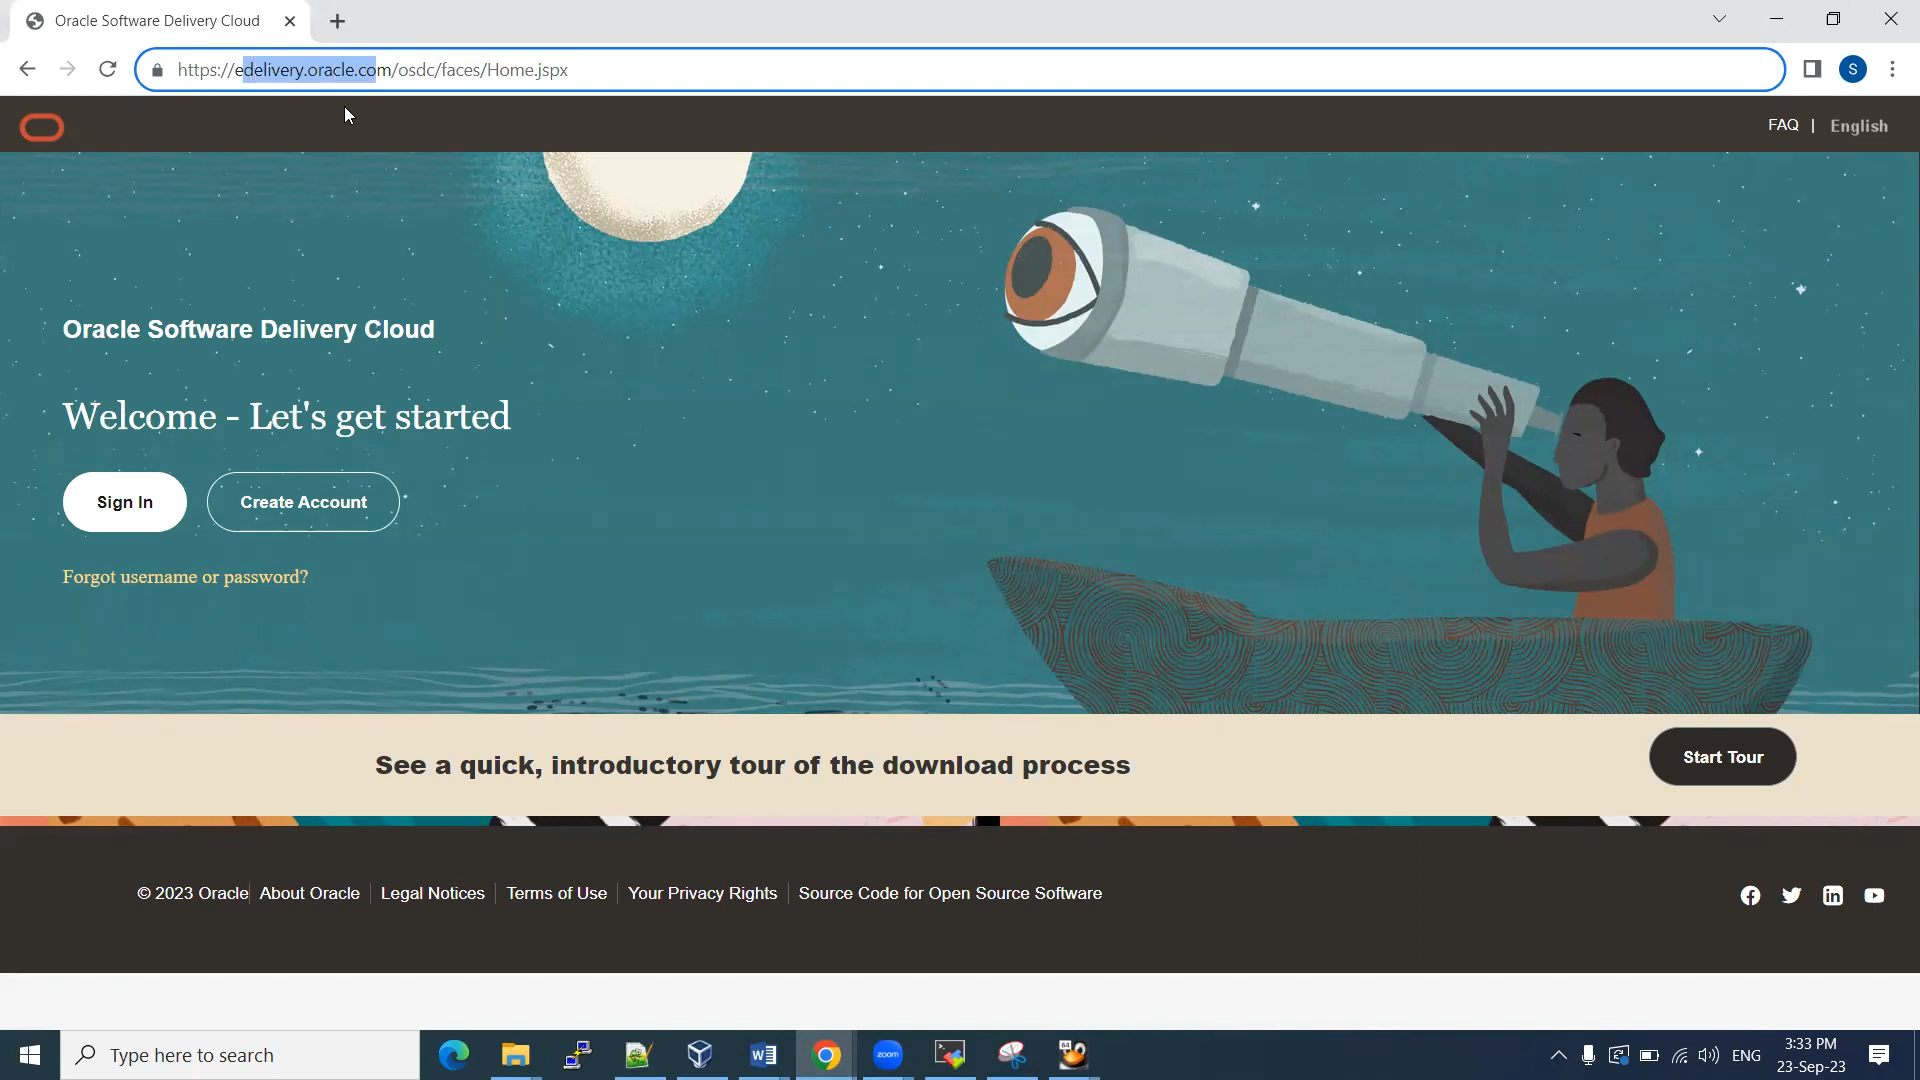 Oracle Software Delivery Cloud
https://edelivery.oracle.com/osdc/faces/Home.jspx
S
FAQ | English
Oracle Software Delivery Cloud
Welcome - Let's get started
Sign In
Create Account
Forgot username or password?
See a quick, introductory tour of the download process
Start Tour
© 2023 Oracle | About Oracle | Legal Notices | Terms of Use | Your Privacy Rights | Source Code for Open Source Software
Type here to search
zoom
64
ENG
3:33 PM
23-Sep-23